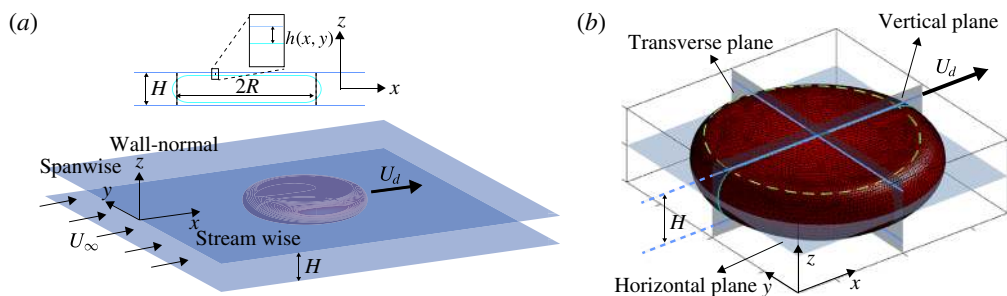 (a)
z
h(x, y)
H
2R
x
Wall-normal
Spanwise
z
y
x
U_d
U_∞
Stream wise
H
(b)
Vertical plane
Transverse plane
U_d
H
Horizontal plane
z
y
x